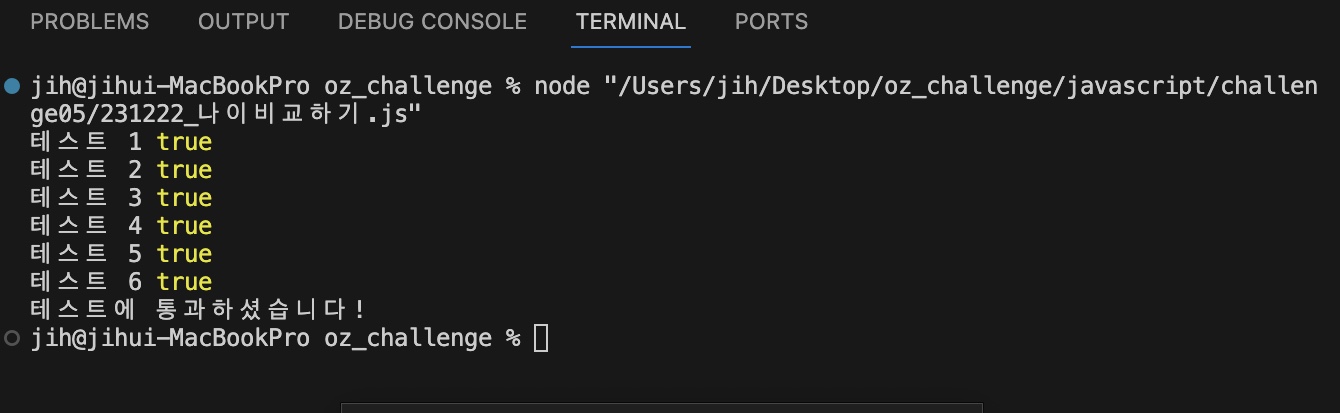 PROBLEMS OUTPUT DEBUG CONSOLE TERMINAL PORTS
jih@jihui-MacBookPro oz_challenge % node "/Users/jih/Desktop/oz_challenge/javascript/challen
ge05/231222_나이비교하기.js"
테스트 1 true
테스트 2 true
테스트 3 true
테스트 4 true
테스트 5 true
테스트 6 true
테스트에 통과하셨습니다!
jih@jihui-MacBookPro oz_challenge %